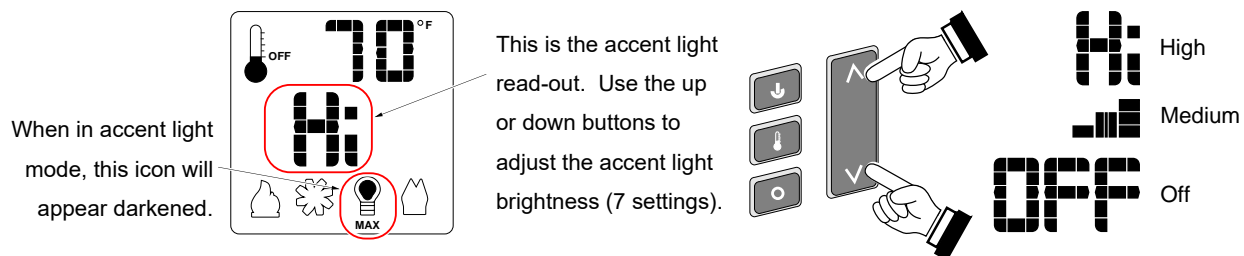 When in accent light
mode, this icon will
appear darkened.
OFF
70°F
Hi
MAX
This is the accent light
read-out.  Use the up
or down buttons to
adjust the accent light
brightness (7 settings).
Hi
High
Medium
OFF
Off